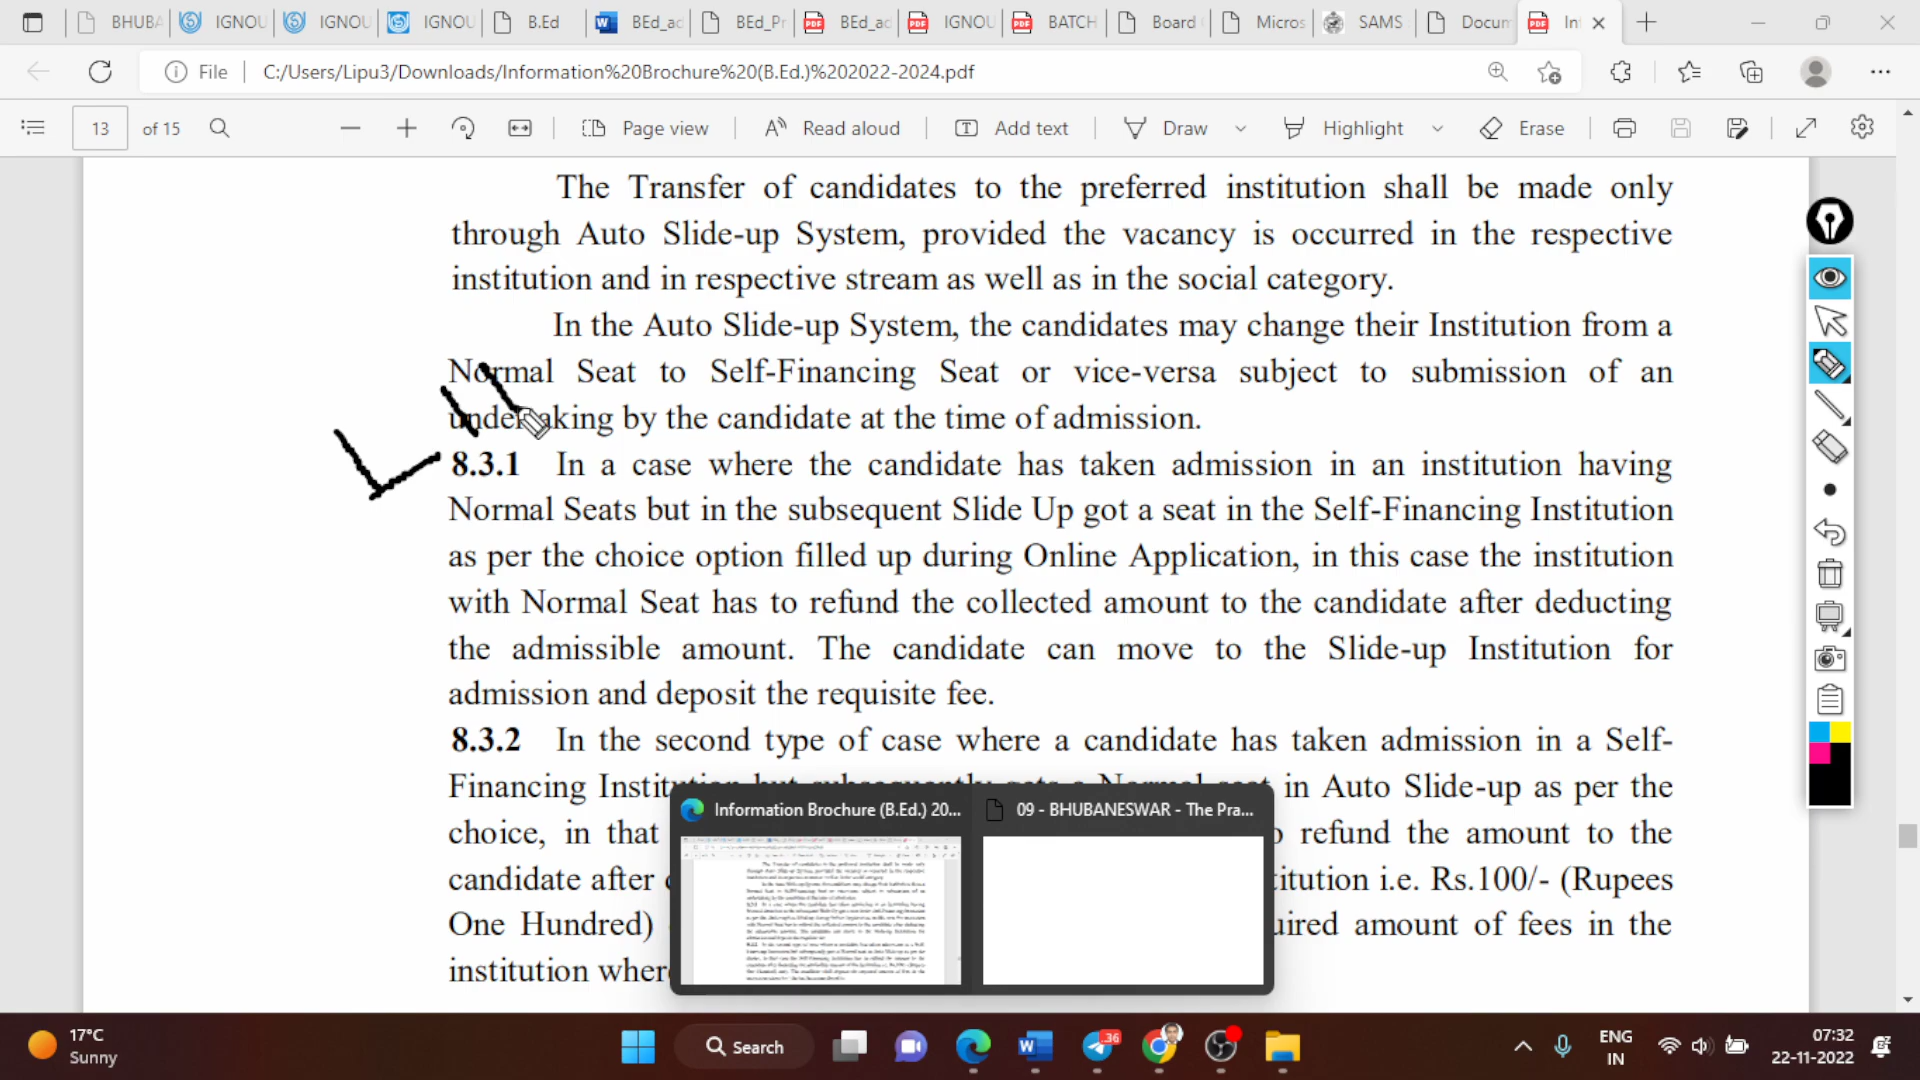 BHUBA IGNOU IGNOU IGNOU B.Ed BEd_ad BEd_Pr BEd_ad IGNOU BATCH Board Micros SAMS Docum In
File C:/Users/Lipu3/Downloads/Information%20Brochure%20(B.Ed.)%202022-2024.pdf
13 of 15 Page view Read aloud Add text Draw Highlight Erase
The Transfer of candidates to the preferred institution shall be made only
through Auto Slide-up System, provided the vacancy is occurred in the respective
institution and in respective stream as well as in the social category.
In the Auto Slide-up System, the candidates may change their Institution from a
Normal Seat to Self-Financing Seat or vice-versa subject to submission of an
undertaking by the candidate at the time of admission.
8.3.1 In a case where the candidate has taken admission in an institution having
Normal Seats but in the subsequent Slide Up got a seat in the Self-Financing Institution
as per the choice option filled up during Online Application, in this case the institution
with Normal Seat has to refund the collected amount to the candidate after deducting
the admissible amount. The candidate can move to the Slide-up Institution for
admission and deposit the requisite fee.
8.3.2 In the second type of case where a candidate has taken admission in a Self-
Financing Institution but subsequently gets a Normal seat in Auto Slide-up as per the
choice, in that refund the amount to the
candidate after itution i.e. Rs.100/- (Rupees
One Hundred) uired amount of fees in the
institution wher
Information Brochure (B.Ed.) 20... 09 - BHUBANESWAR - The Pra...
17°C
Sunny
Search
36
ENG
IN
07:32
22-11-2022